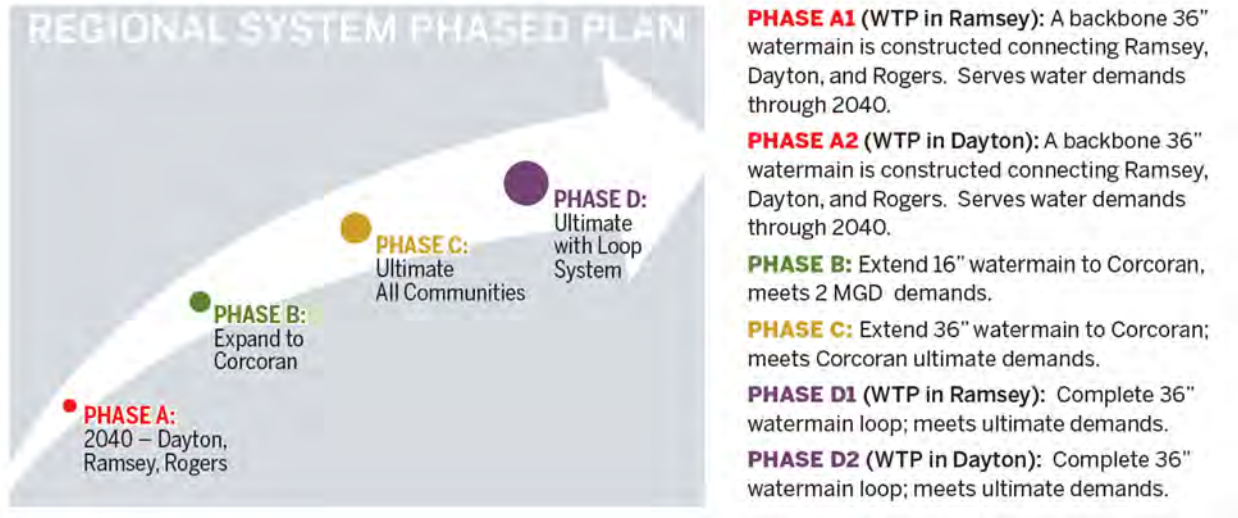 REGIONAL SYSTEM PHASED PLAN
PHASE A:
2040 – Dayton,
Ramsey, Rogers
PHASE B:
Expand to
Corcoran
PHASE C:
Ultimate
All Communities
PHASE D:
Ultimate
with Loop
System
PHASE A1 (WTP in Ramsey): A backbone 36”
watermain is constructed connecting Ramsey,
Dayton, and Rogers. Serves water demands
through 2040.
PHASE A2 (WTP in Dayton): A backbone 36”
watermain is constructed connecting Ramsey,
Dayton, and Rogers. Serves water demands
through 2040.
PHASE B: Extend 16” watermain to Corcoran,
meets 2 MGD demands.
PHASE C: Extend 36” watermain to Corcoran;
meets Corcoran ultimate demands.
PHASE D1 (WTP in Ramsey): Complete 36”
watermain loop; meets ultimate demands.
PHASE D2 (WTP in Dayton): Complete 36”
watermain loop; meets ultimate demands.